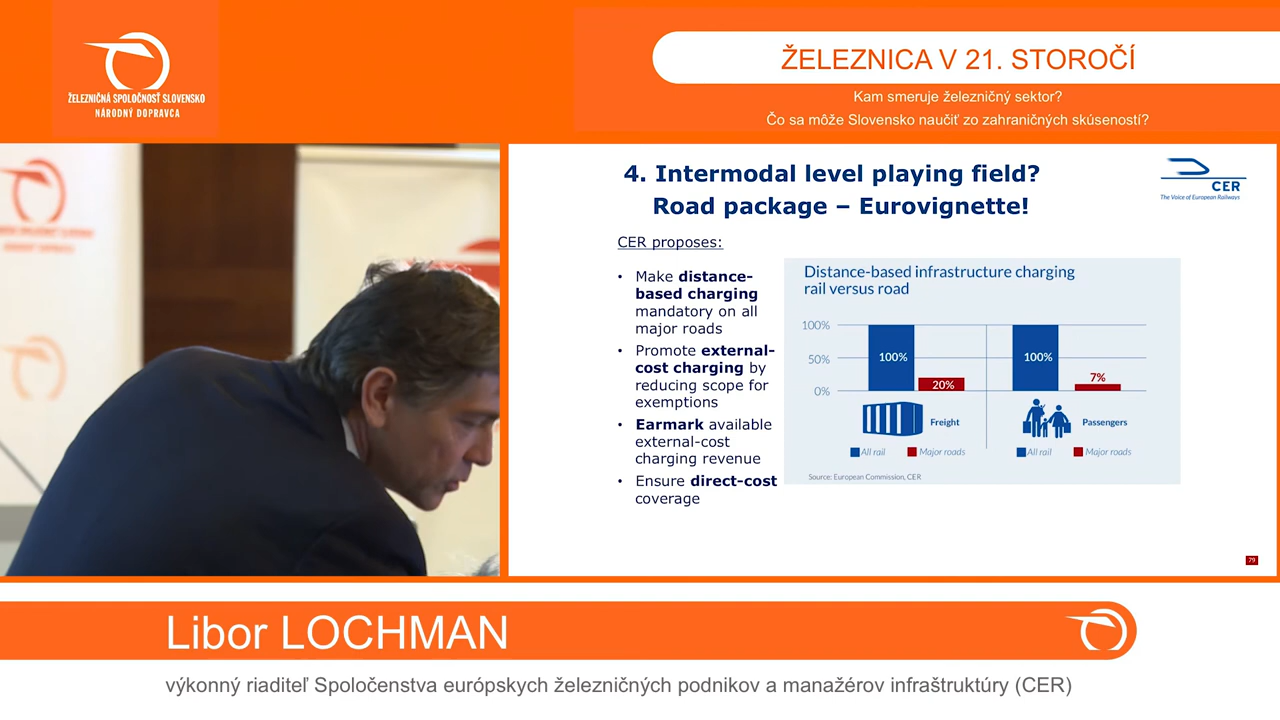 ŽELEZNIČNÁ SPOLOČNOSŤ SLOVENSKO
NÁRODNÝ DOPRAVCA
ŽELEZNICA V 21. STOROČÍ
Kam smeruje železničný sektor?
Čo sa môže Slovensko naučiť zo zahraničných skúseností?
4. Intermodal level playing field?
Road package – Eurovignette!
CER
The Voice of European Railways
CER proposes:
• Make distance-
based charging
mandatory on all
major roads
• Promote external-
cost charging by
reducing scope for
exemptions
• Earmark available
external-cost
charging revenue
• Ensure direct-cost
coverage
Distance-based infrastructure charging
rail versus road
100%
50%
0%
100%
20%
100%
7%
Freight
Passengers
All rail
Major roads
All rail
Major roads
Source: European Commission, CER
79
Libor LOCHMAN
výkonný riaditeľ Spoločenstva európskych železničných podnikov a manažérov infraštruktúry (CER)